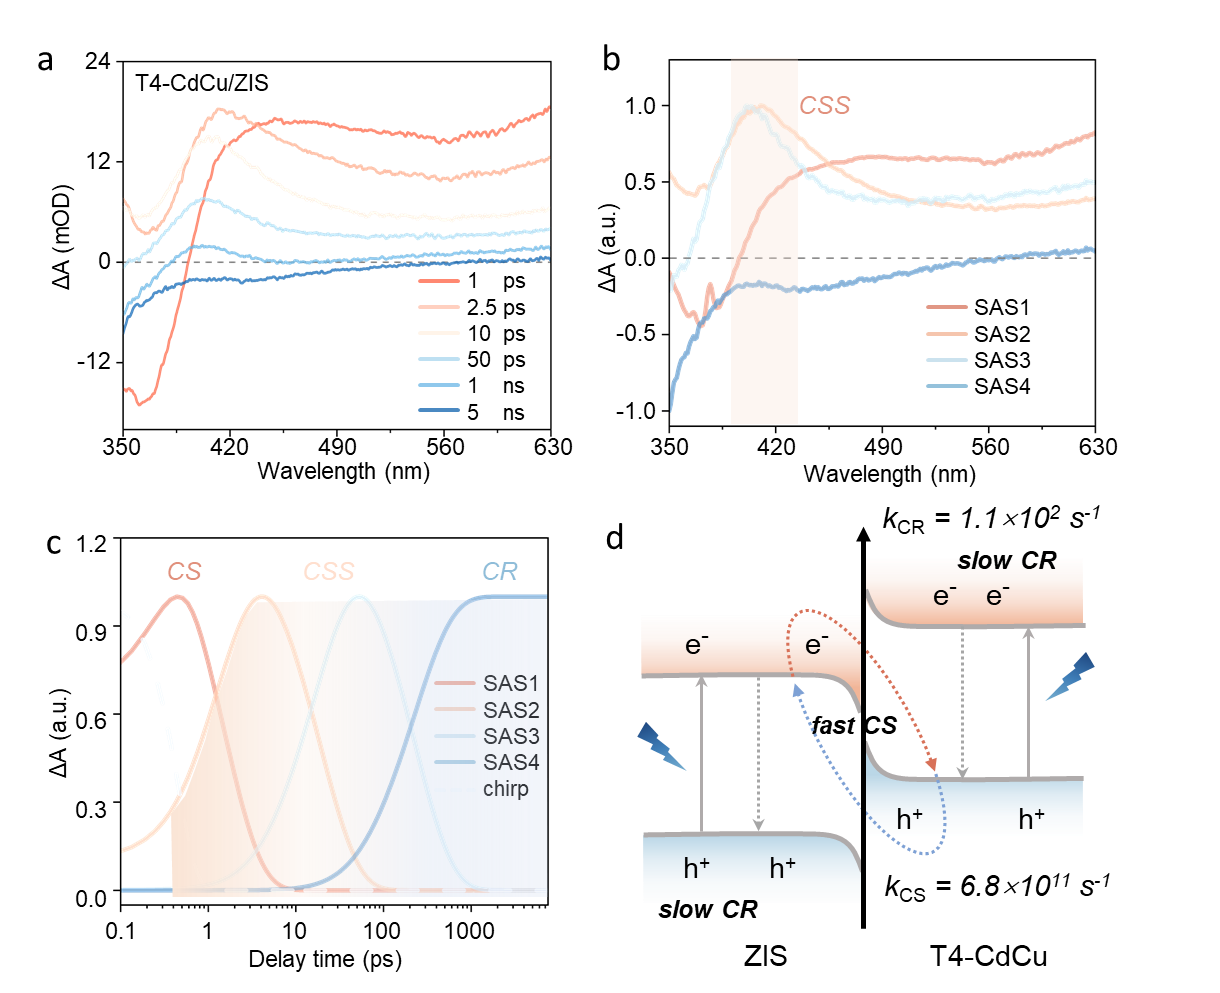 a
T4-CdCu/ZIS
24
12
0
-12
ΔA (mOD)
1 ps
2.5 ps
10 ps
50 ps
1 ns
5 ns
350 420 490 560 630
Wavelength (nm)
b
CSS
1.0
0.5
0.0
-0.5
-1.0
ΔA (a.u.)
SAS1
SAS2
SAS3
SAS4
350 420 490 560 630
Wavelength (nm)
c
CS CSS CR
1.2
0.9
0.6
0.3
0.0
ΔA (a.u.)
SAS1
SAS2
SAS3
SAS4
chirp
0.1 1 10 100 1000
Delay time (ps)
d
kCR = 1.1×10² s⁻¹
slow CR
e⁻ e⁻
e⁻ e⁻
fast CS
h⁺ h⁺
h⁺ h⁺
kCS = 6.8×10¹¹ s⁻¹
slow CR
ZIS T4-CdCu